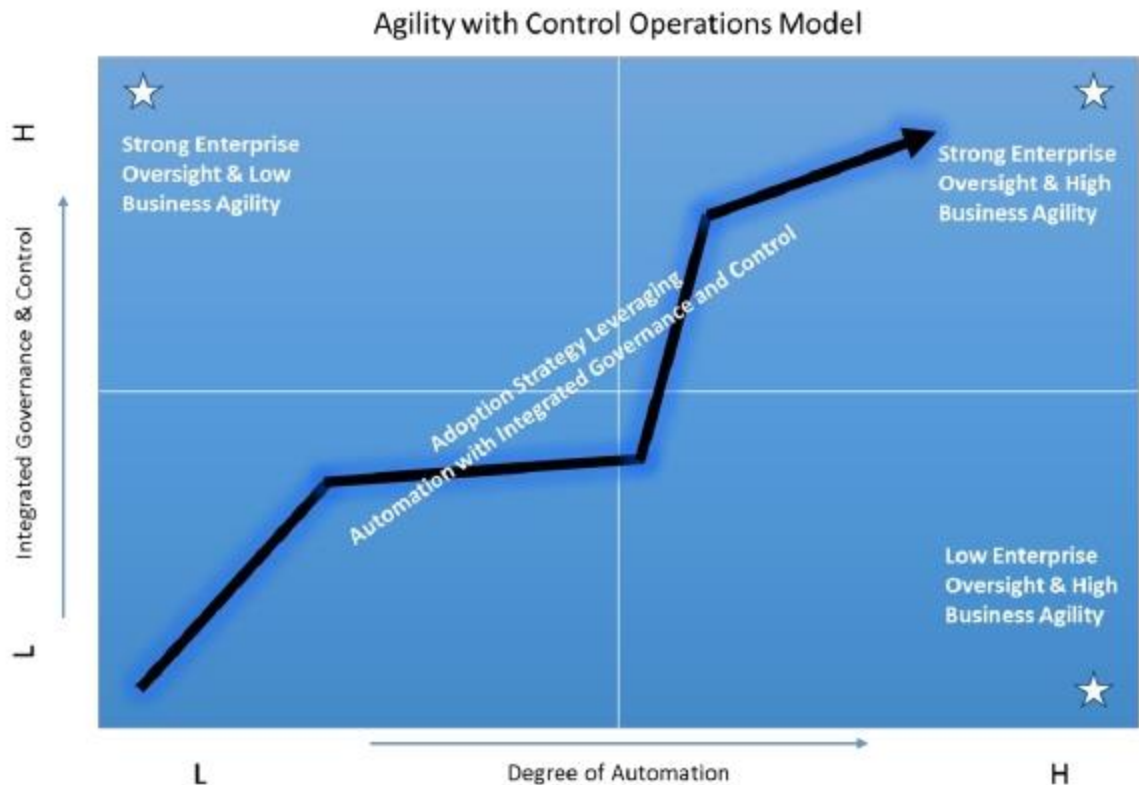 Agility with Control Operations Model
H
Strong Enterprise
Oversight & Low
Business Agility
Strong Enterprise
Oversight & High
Business Agility
Integrated Governance & Control
Adoption Strategy Leveraging
Automation with Integrated Governance and Control
Low Enterprise
Oversight & High
Business Agility
L
L
Degree of Automation
H